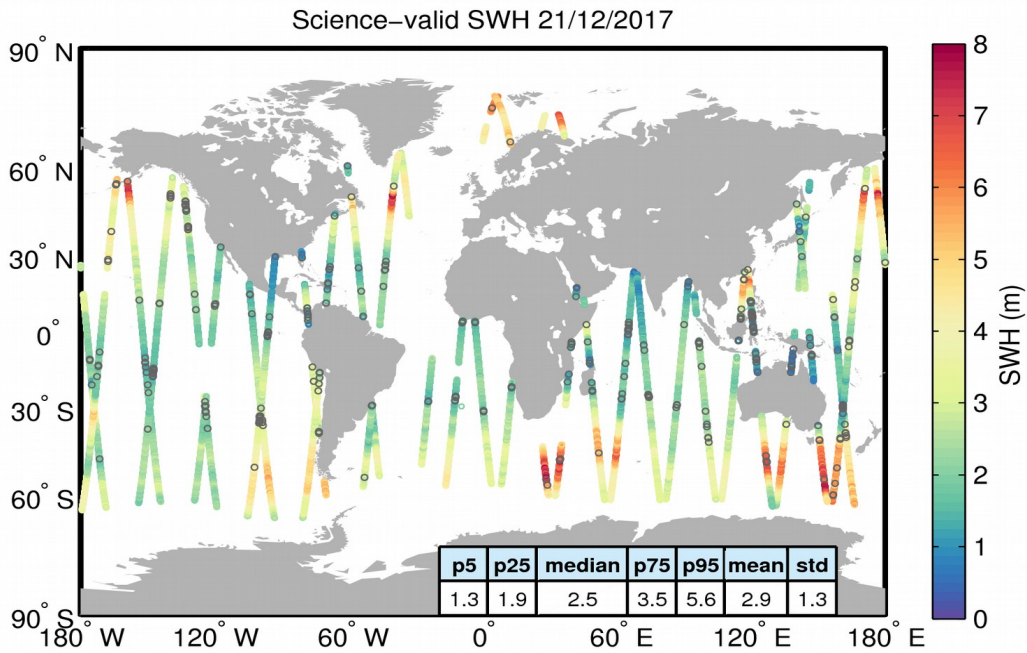 Science−valid SWH 21/12/2017
90° N
60° N
30° N
0°
30° S
60° S
90° S
180° W
120° W
60° W
0°
60° E
120° E
180° E
p5 p25 median p75 p95 mean std
1.3 1.9 2.5 3.5 5.6 2.9 1.3
8
7
6
5
4
3
2
1
0
SWH (m)